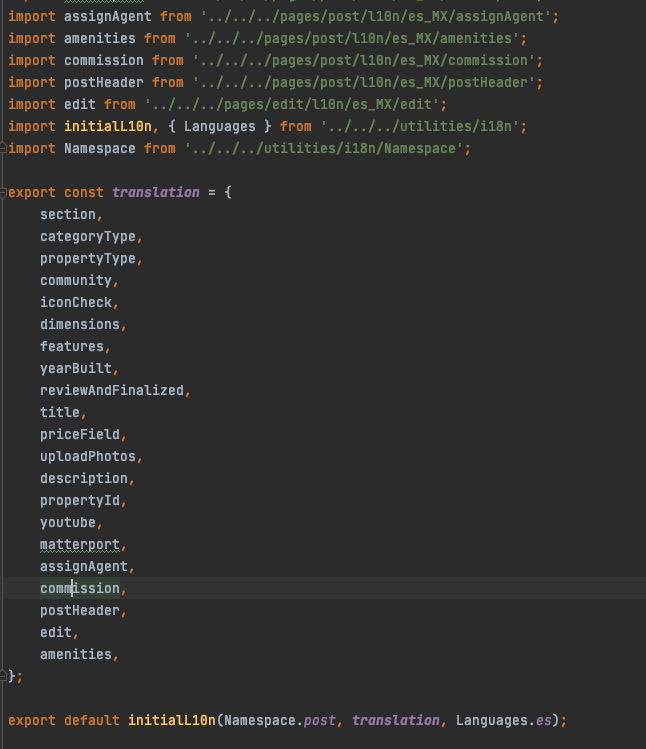 import assignAgent from '../../../pages/post/l10n/es_MX/assignAgent';
import amenities from '../../../pages/post/l10n/es_MX/amenities';
import commission from '../../../pages/post/l10n/es_MX/commission';
import postHeader from '../../../pages/post/l10n/es_MX/postHeader';
import edit from '../../../pages/edit/l10n/es_MX/edit';
import initialL10n, { Languages } from '../../../utilities/i18n';
import Namespace from '../../../utilities/i18n/Namespace';
export const translation = {
section,
categoryType,
propertyType,
community,
iconCheck,
dimensions,
features,
yearBuilt,
reviewAndFinalized,
title,
priceField,
uploadPhotos,
description,
propertyId,
youtube,
matterport,
assignAgent,
commission,
postHeader,
edit,
amenities,
};
export default initialL10n(Namespace.post, translation, Languages.es);